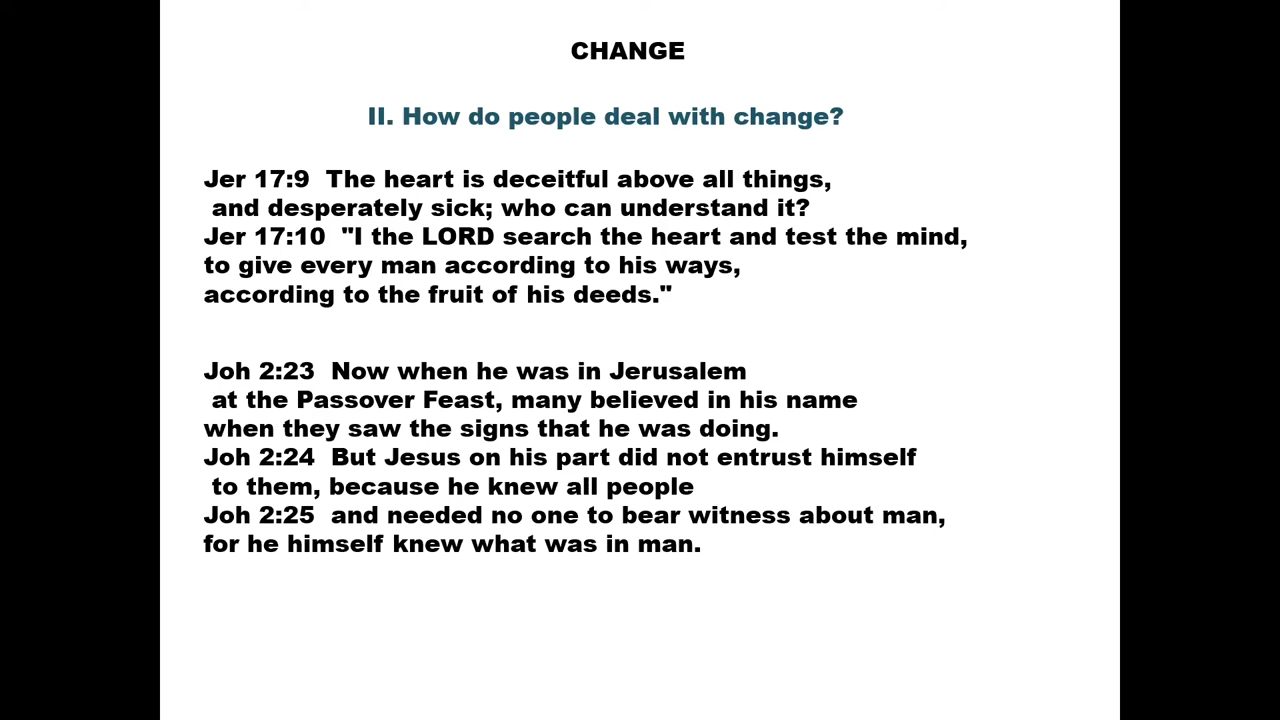 CHANGE
II. How do people deal with change?
Jer 17:9  The heart is deceitful above all things,
and desperately sick; who can understand it?
Jer 17:10  "I the LORD search the heart and test the mind,
to give every man according to his ways,
according to the fruit of his deeds."
Joh 2:23  Now when he was in Jerusalem
at the Passover Feast, many believed in his name
when they saw the signs that he was doing.
Joh 2:24  But Jesus on his part did not entrust himself
to them, because he knew all people
Joh 2:25  and needed no one to bear witness about man,
for he himself knew what was in man.